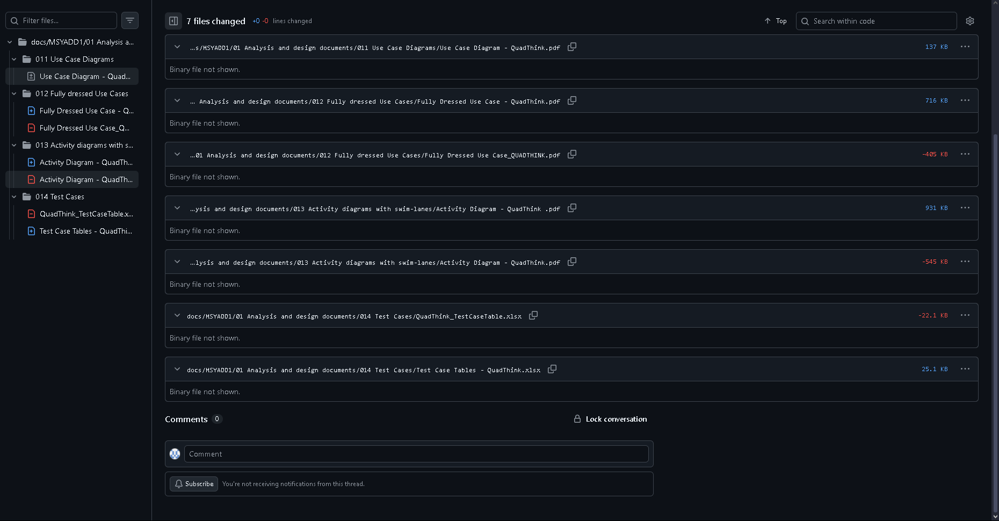 Filter files...
docs/MSYADD1/01 Analysis a...
011 Use Case Diagrams
Use Case Diagram - Quad...
012 Fully dressed Use Cases
Fully Dressed Use Case - Q...
Fully Dressed Use Case_Q...
013 Activity diagrams with s...
Activity Diagram - QuadTh...
Activity Diagram - QuadTh...
014 Test Cases
QuadThink_TestCaseTable.x...
Test Case Tables - QuadThi...
7 files changed +0 -0 lines changed
Top
Search within code
...s/MSYADD1/01 Analysis and design documents/011 Use Case Diagrams/Use Case Diagram - QuadThink.pdf 137 KB
Binary file not shown.
... Analysis and design documents/012 Fully dressed Use Cases/Fully Dressed Use Case - QuadThink.pdf 716 KB
Binary file not shown.
...01 Analysis and design documents/012 Fully dressed Use Cases/Fully Dressed Use Case_QUADTHINK.pdf -405 KB
Binary file not shown.
...ysis and design documents/013 Activity diagrams with swim-lanes/Activity Diagram - QuadThink .pdf 931 KB
Binary file not shown.
...lysis and design documents/013 Activity diagrams with swim-lanes/Activity Diagram - QuadThink.pdf -545 KB
Binary file not shown.
docs/MSYADD1/01 Analysis and design documents/014 Test Cases/QuadThink_TestCaseTable.xlsx -22.1 KB
Binary file not shown.
docs/MSYADD1/01 Analysis and design documents/014 Test Cases/Test Case Tables - QuadThink.xlsx 25.1 KB
Binary file not shown.
Comments 0
Lock conversation
Comment
Subscribe You're not receiving notifications from this thread.